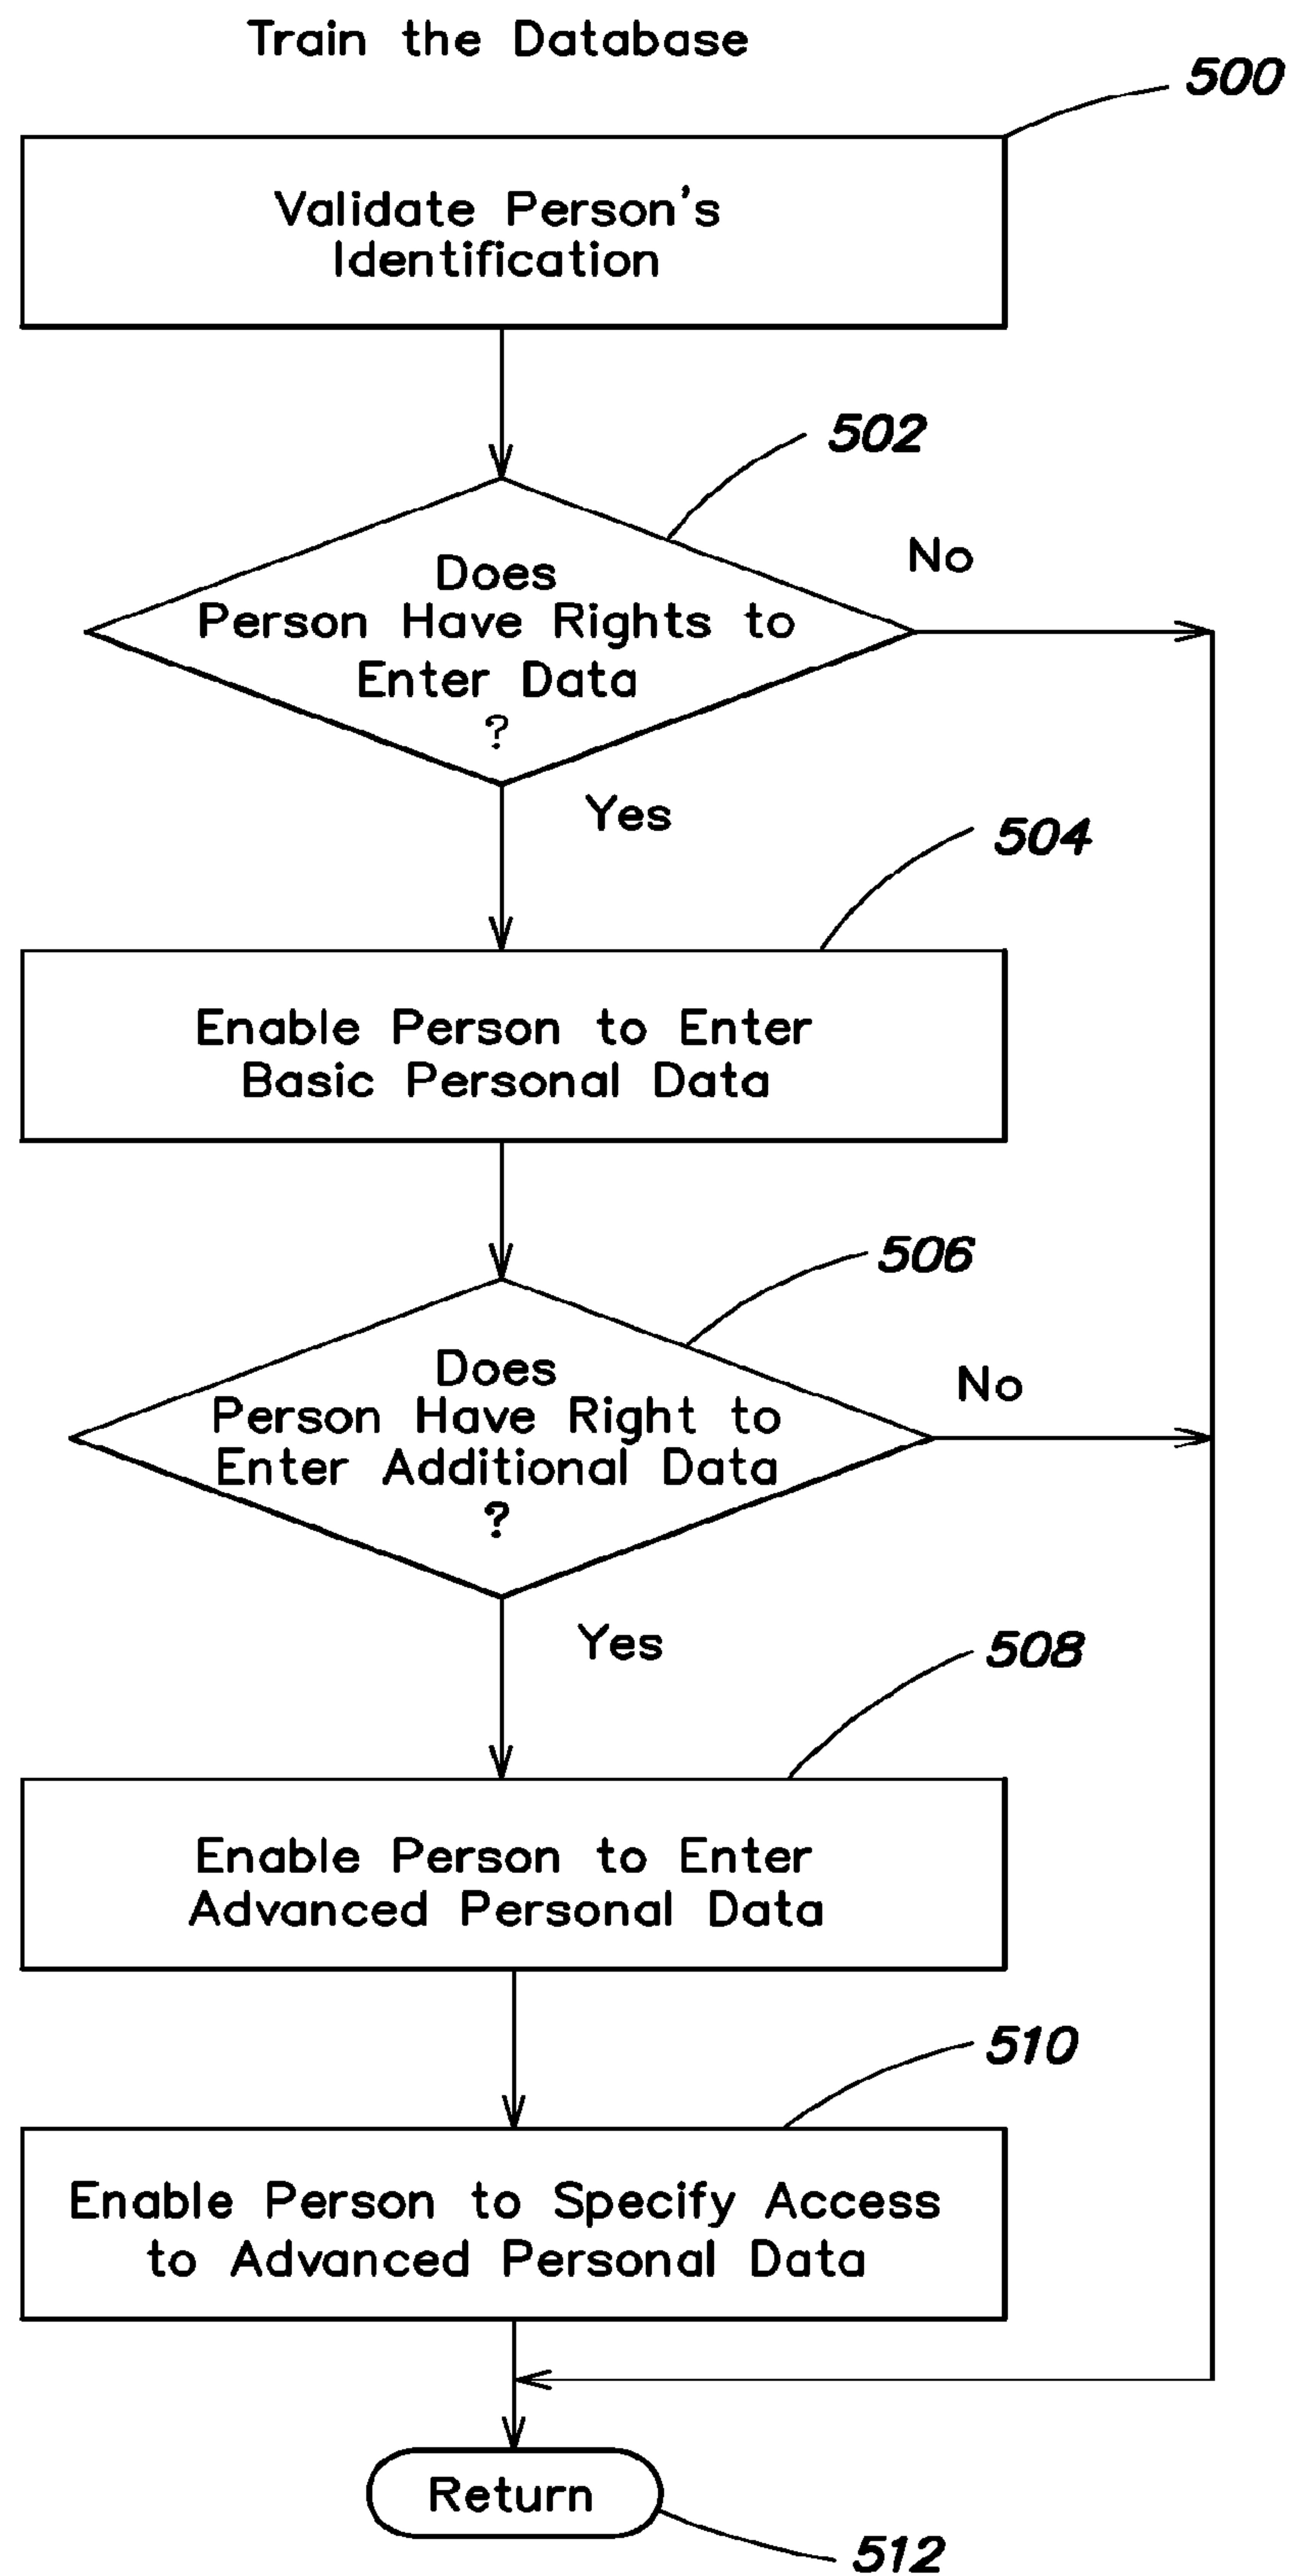 Train the Database
500
Validate Person's
Identification
502
Does
Person Have Rights to
Enter Data
?
No
Yes
504
Enable Person to Enter
Basic Personal Data
506
Does
Person Have Right to
Enter Additional Data
?
No
Yes
508
Enable Person to Enter
Advanced Personal Data
510
Enable Person to Specify Access
to Advanced Personal Data
Return
512